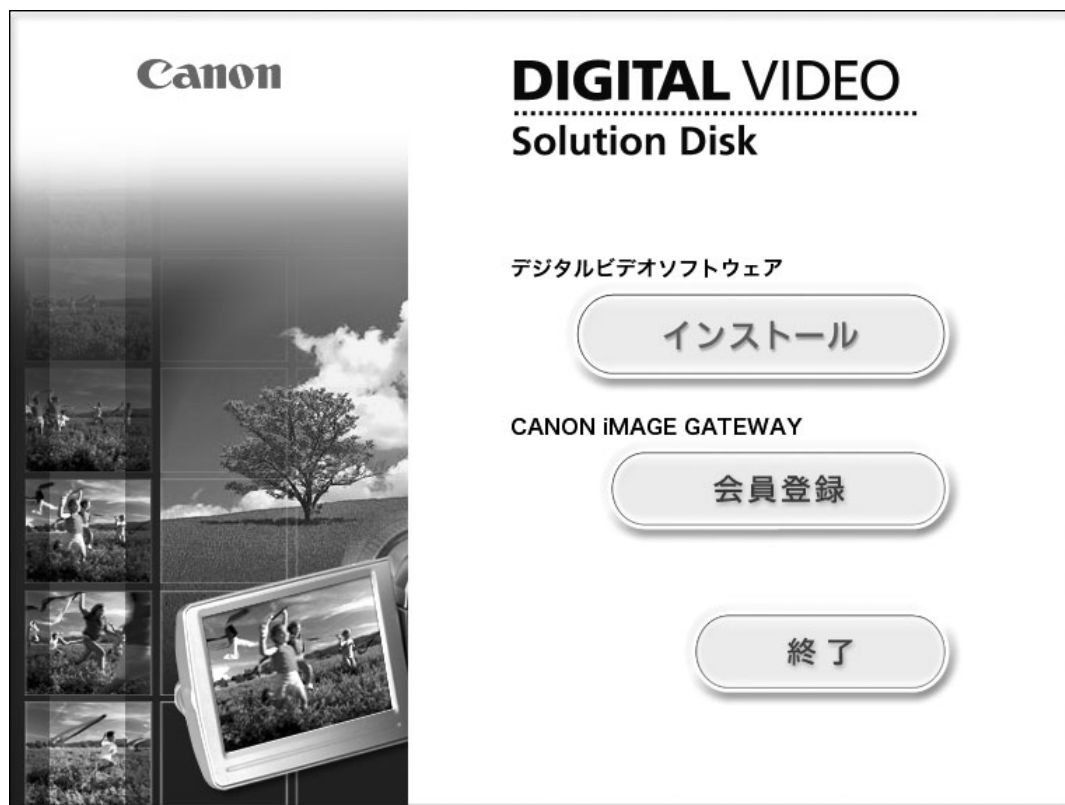 Canon
DIGITAL VIDEO
Solution Disk
デジタルビデオソフトウェア
インストール
CANON iMAGE GATEWAY
会員登録
終了